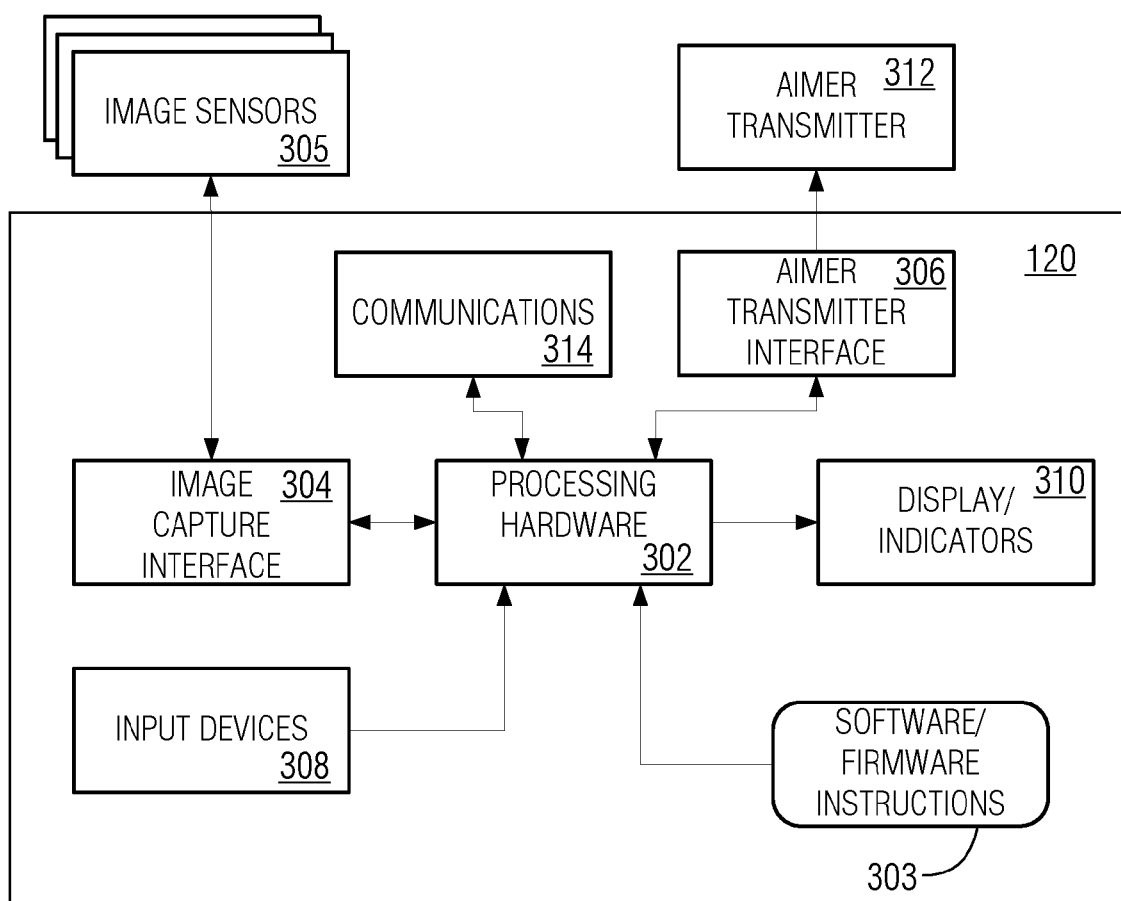 IMAGE SENSORS
305
AIMER
TRANSMITTER
312
120
COMMUNICATIONS
314
AIMER
TRANSMITTER
INTERFACE
306
IMAGE
CAPTURE
INTERFACE
304
PROCESSING
HARDWARE
302
DISPLAY/
INDICATORS
310
INPUT DEVICES
308
SOFTWARE/
FIRMWARE
INSTRUCTIONS
303